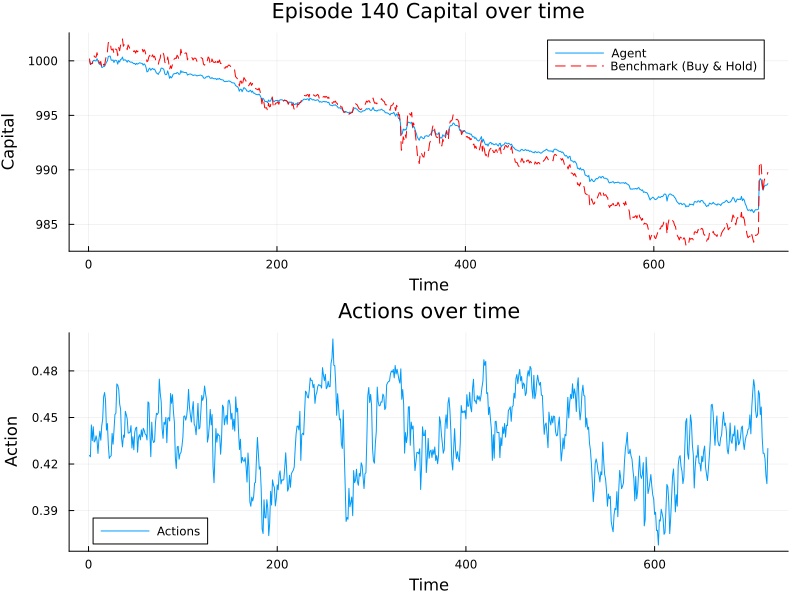 Episode 140 Capital over time
Agent
Benchmark (Buy & Hold)
Capital
1000
995
990
985
0
200
400
600
Time
Actions over time
Action
0.48
0.45
0.42
0.39
Actions
0
200
400
600
Time